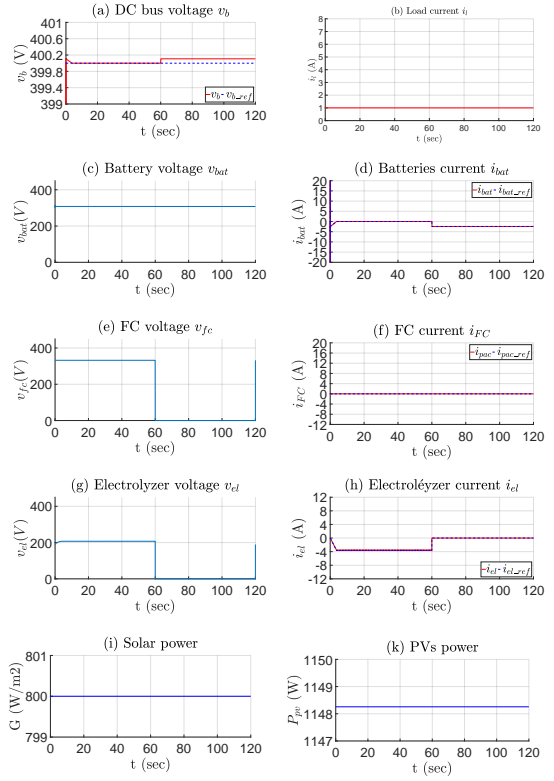 (a) DC bus voltage v_b
401
400.6
400.2
399.8
399.4
399
v_b (V)
v_b - v_b_ref
0 20 40 60 80 100 120
t (sec)
(b) Load current i_l
8
7
6
5
4
3
2
1
0
i_l (A)
0 20 40 60 80 100 120
t (sec)
(c) Battery voltage v_bat
400
200
0
v_bat(V)
0 20 40 60 80 100 120
t (sec)
(d) Batteries current i_bat
20
15
10
5
0
-5
-10
-15
-20
i_bat (A)
i_bat - i_bat_ref
0 20 40 60 80 100 120
t (sec)
(e) FC voltage v_fc
400
200
0
v_fc(V)
0 20 40 60 80 100 120
t (sec)
(f) FC current i_FC
20
16
12
8
4
0
-4
-8
-12
i_FC (A)
i_pac - i_pac_ref
0 20 40 60 80 100 120
t (sec)
(g) Electrolyzer voltage v_el
400
200
0
v_el(V)
0 20 40 60 80 100 120
t (sec)
(h) Electroléyzer current i_el
12
8
4
0
-4
-8
-12
i_el (A)
i_el - i_el_ref
0 20 40 60 80 100 120
t (sec)
(i) Solar power
801
800
799
G (W/m2)
0 20 40 60 80 100 120
t (sec)
(k) PVs power
1150
1149
1148
1147
P_pv (W)
0 20 40 60 80 100 120
t (sec)